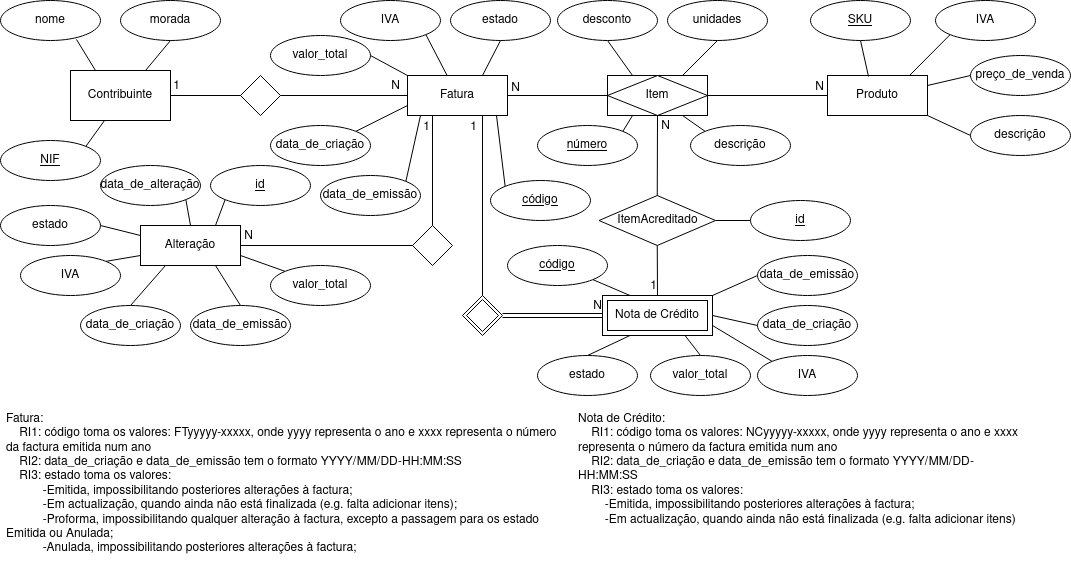 nome
morada
IVA
estado
desconto
unidades
SKU
IVA
valor_total
preço_de_venda
Contribuinte
1
N
Fatura
N
Item
N
Produto
1
1
N
data_de_criação
número
descrição
descrição
NIF
data_de_alteração
id
data_de_emissão
código
estado
ItemAcreditado
id
N
Alteração
IVA
valor_total
código
data_de_emissão
1
N
Nota de Crédito
data_de_criação
data_de_emissão
data_de_criação
estado
valor_total
IVA
Fatura:
RI1: código toma os valores: FTyyyyy-xxxxx, onde yyyy representa o ano e xxxx representa o número
da factura emitida num ano
RI2: data_de_criação e data_de_emissão tem o formato YYYY/MM/DD-HH:MM:SS
RI3: estado toma os valores:
-Emitida, impossibilitando posteriores alterações à factura;
-Em actualização, quando ainda não está finalizada (e.g. falta adicionar itens);
-Proforma, impossibilitando qualquer alteração à factura, excepto a passagem para os estado
Emitida ou Anulada;
-Anulada, impossibilitando posteriores alterações à factura;
Nota de Crédito:
RI1: código toma os valores: NCyyyyy-xxxxx, onde yyyy representa o ano e xxxx
representa o número da factura emitida num ano
RI2: data_de_criação e data_de_emissão tem o formato YYYY/MM/DD-
HH:MM:SS
RI3: estado toma os valores:
-Emitida, impossibilitando posteriores alterações à factura;
-Em actualização, quando ainda não está finalizada (e.g. falta adicionar itens)